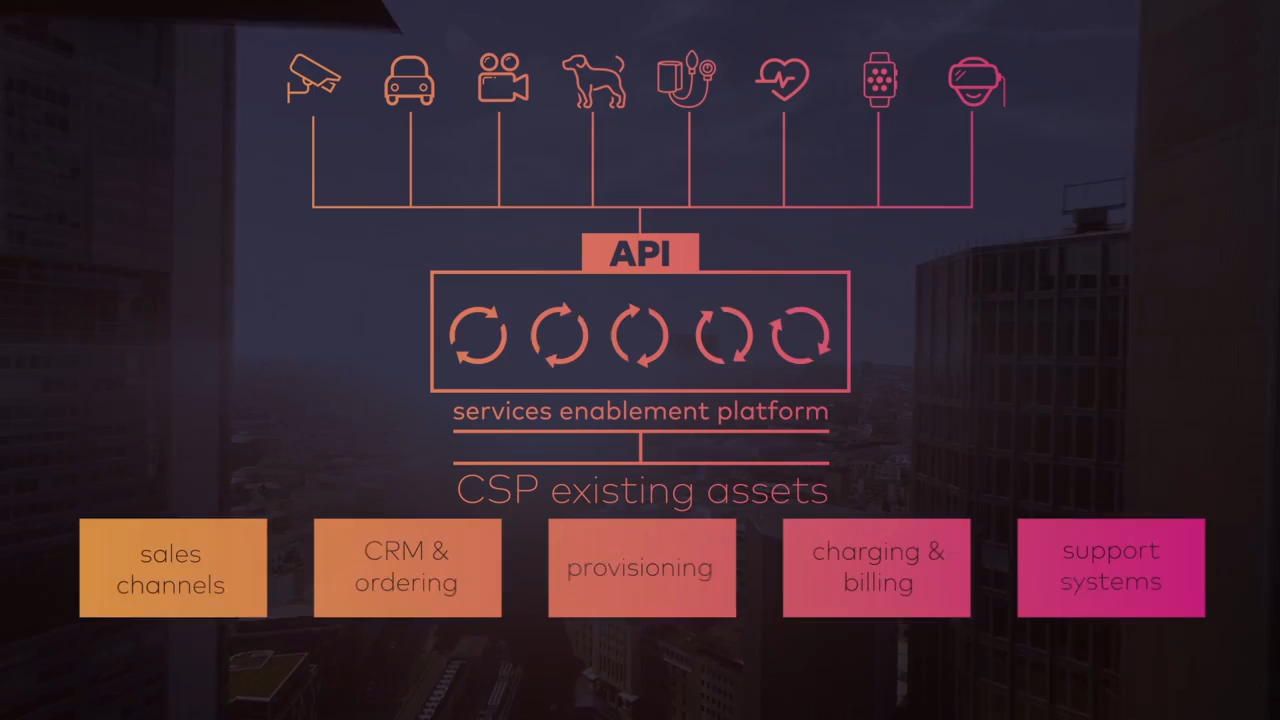 API
services enablement platform
CSP existing assets
sales
channels
CRM &
ordering
provisioning
charging &
billing
support
systems